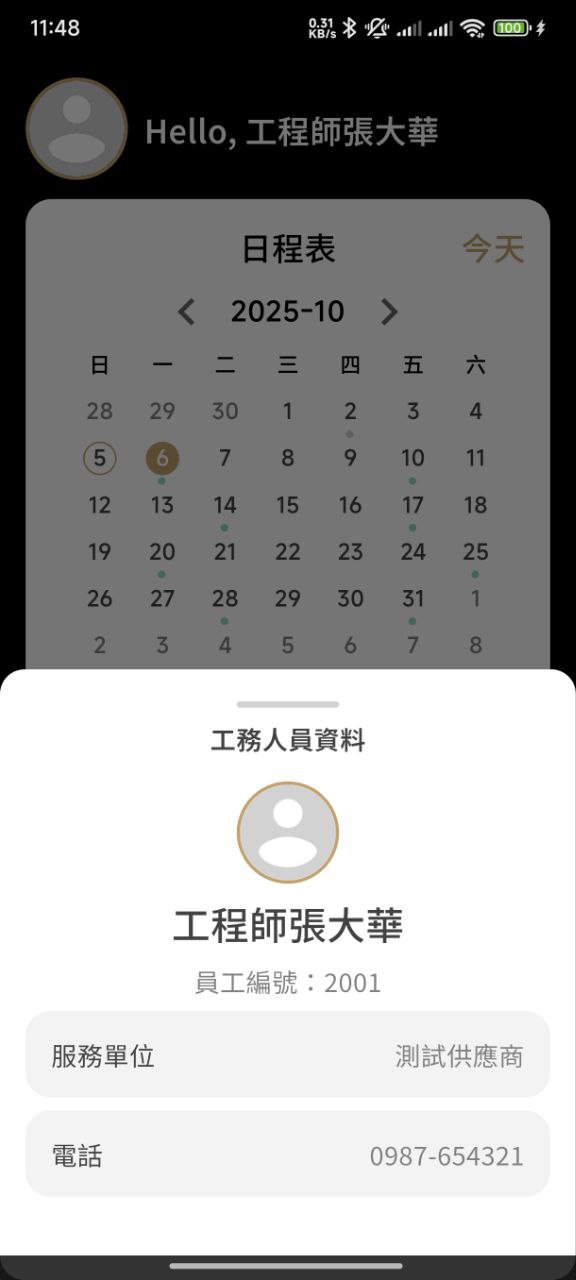 11:48
0.31 KB/s
100
Hello, 工程師張大華
日程表
今天
2025-10
日 一 二 三 四 五 六
28 29 30 1 2 3 4
5 6 7 8 9 10 11
12 13 14 15 16 17 18
19 20 21 22 23 24 25
26 27 28 29 30 31 1
2 3 4 5 6 7 8
工務人員資料
工程師張大華
員工編號：2001
服務單位 測試供應商
電話 0987-654321